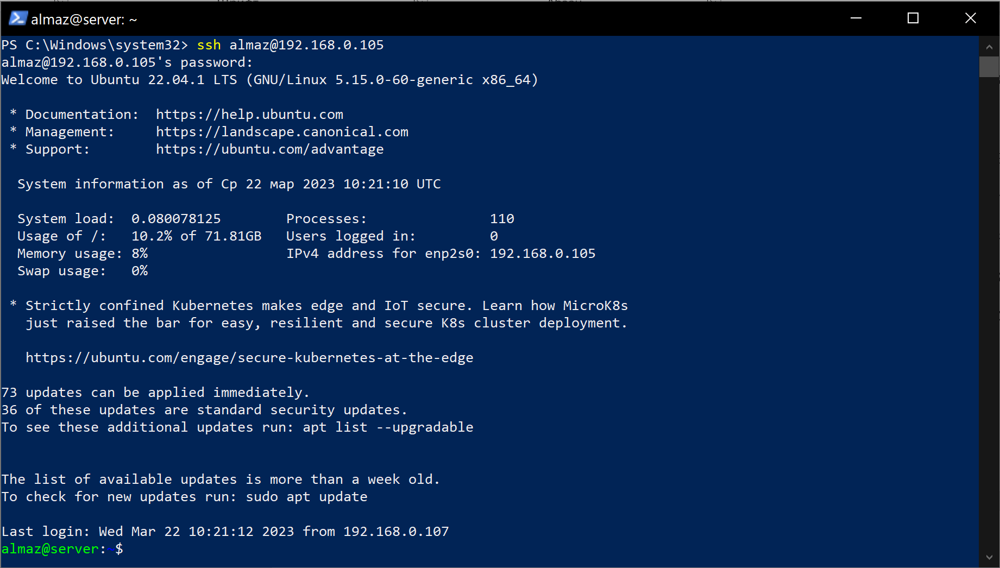 almaz@server: ~
PS C:\Windows\system32> ssh almaz@192.168.0.105
almaz@192.168.0.105's password:
Welcome to Ubuntu 22.04.1 LTS (GNU/Linux 5.15.0-60-generic x86_64)
* Documentation:  https://help.ubuntu.com
* Management:     https://landscape.canonical.com
* Support:        https://ubuntu.com/advantage
System information as of Ср 22 мар 2023 10:21:10 UTC
System load:  0.080078125        Processes:               110
Usage of /:   10.2% of 71.81GB   Users logged in:         0
Memory usage: 8%                 IPv4 address for enp2s0: 192.168.0.105
Swap usage:   0%
* Strictly confined Kubernetes makes edge and IoT secure. Learn how MicroK8s
just raised the bar for easy, resilient and secure K8s cluster deployment.
https://ubuntu.com/engage/secure-kubernetes-at-the-edge
73 updates can be applied immediately.
36 of these updates are standard security updates.
To see these additional updates run: apt list --upgradable
The list of available updates is more than a week old.
To check for new updates run: sudo apt update
Last login: Wed Mar 22 10:21:12 2023 from 192.168.0.107
almaz@server:~$